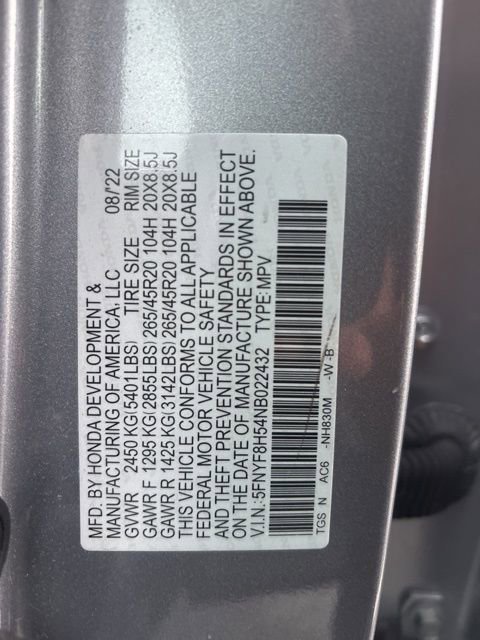 MFD. BY HONDA DEVELOPMENT &
MANUFACTURING OF AMERICA, LLC 08/22
GVWR 2450 KG(5401LBS) TIRE SIZE RIM SIZE
GAWR F 1295 KG(2855LBS) 265/45R20 104H 20X8.5J
GAWR R 1425 KG(3142LBS) 265/45R20 104H 20X8.5J
THIS VEHICLE CONFORMS TO ALL APPLICABLE
FEDERAL MOTOR VEHICLE SAFETY
AND THEFT PREVENTION STANDARDS IN EFFECT
ON THE DATE OF MANUFACTURE SHOWN ABOVE.
V.I.N.:5FNYF8H54NB022432 TYPE:MPV
TGS N AC6 -NH830M -W -B